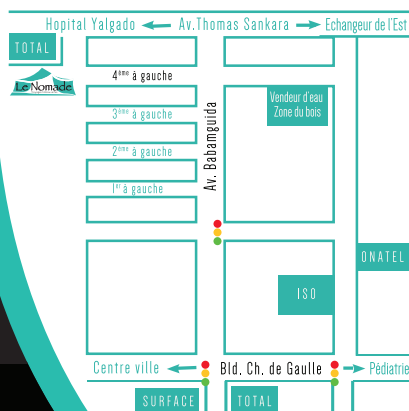 Hopital Yalgado Av.Thomas Sankara Echangeur de l'Est
TOTAL
4ème à gauche
Le Nomade
3ème à gauche
Vendeur d'eau
Zone du bois
Av. Babamguida
2ème à gauche
1er à gauche
ONATEL
ISO
Centre ville Bld. Ch. de Gaulle Pédiatrie
SURFACE
TOTAL